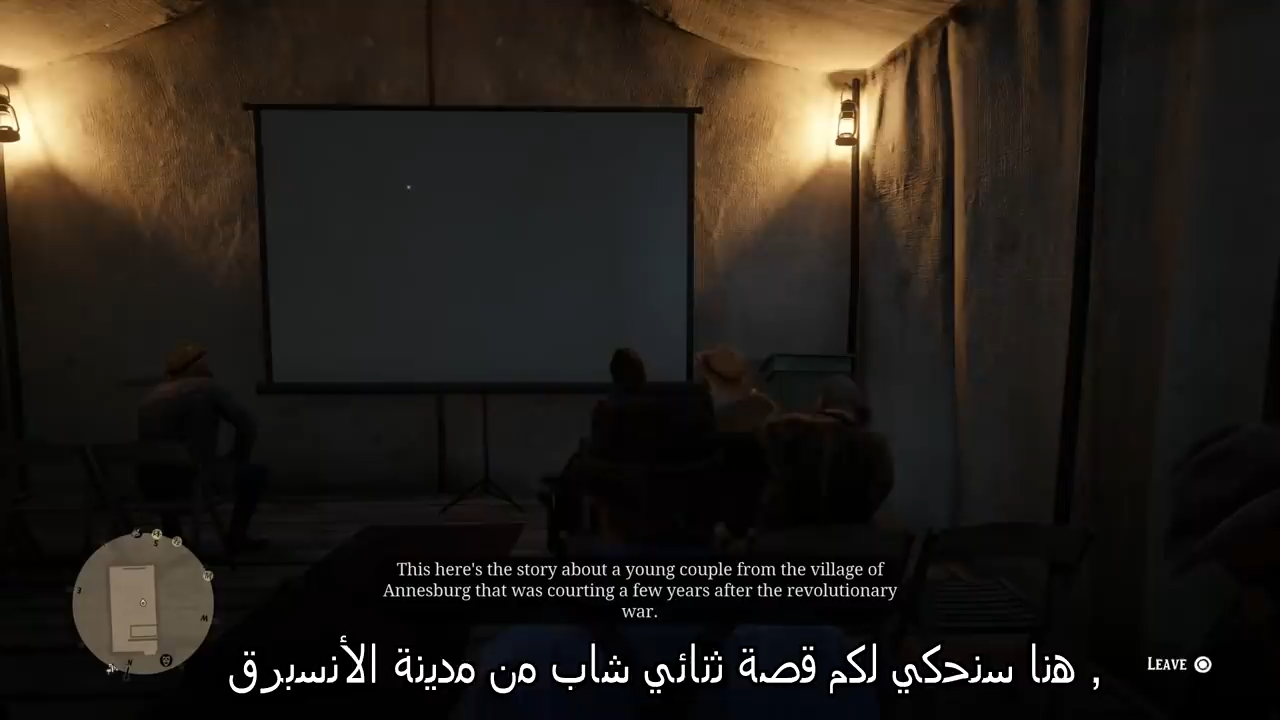 This here's the story about a young couple from the village of
Annesburg that was courting a few years after the revolutionary
war.
هنا سنحكي لكم قصة ثنائي شاب من مدينة الأنسبرق ,
LEAVE